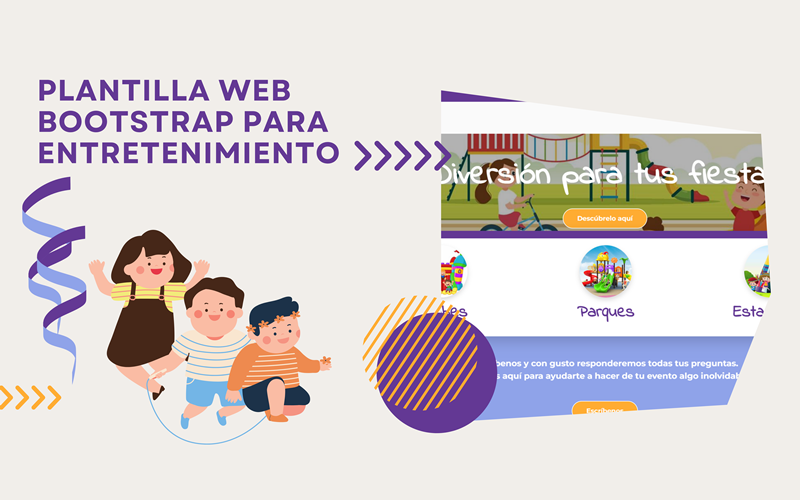 PLANTILLA WEB
BOOTSTRAP PARA
ENTRETENIMIENTO
Diversión para tus fiesta
Descúbrelo aquí
Parques
Esta
benos y con gusto responderemos todas tus preguntas.
s aquí para ayudarte a hacer de tu evento algo inolvidab
Escríbenos